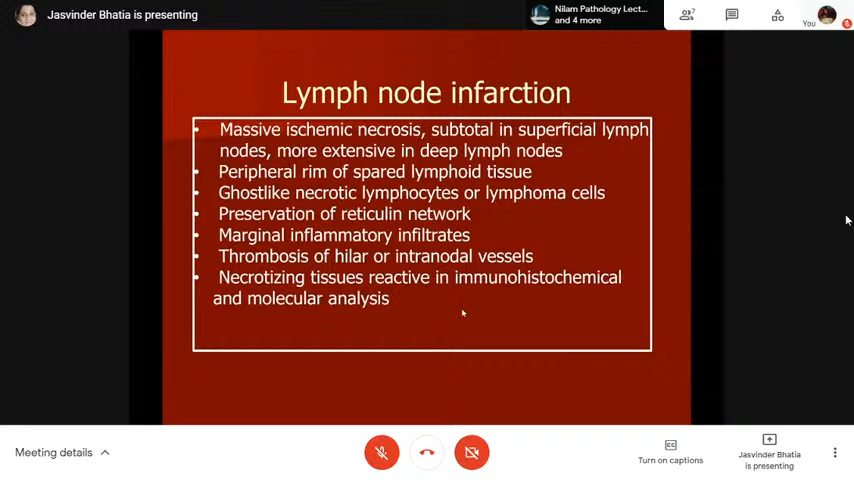 Jasvinder Bhatia is presenting
Nilam Pathology Lect...
and 4 more
7
You
Lymph node infarction
• Massive ischemic necrosis, subtotal in superficial lymph
nodes, more extensive in deep lymph nodes
• Peripheral rim of spared lymphoid tissue
• Ghostlike necrotic lymphocytes or lymphoma cells
• Preservation of reticulin network
• Marginal inflammatory infiltrates
• Thrombosis of hilar or intranodal vessels
• Necrotizing tissues reactive in immunohistochemical
and molecular analysis
Meeting details
Turn on captions
Jasvinder Bhatia
is presenting